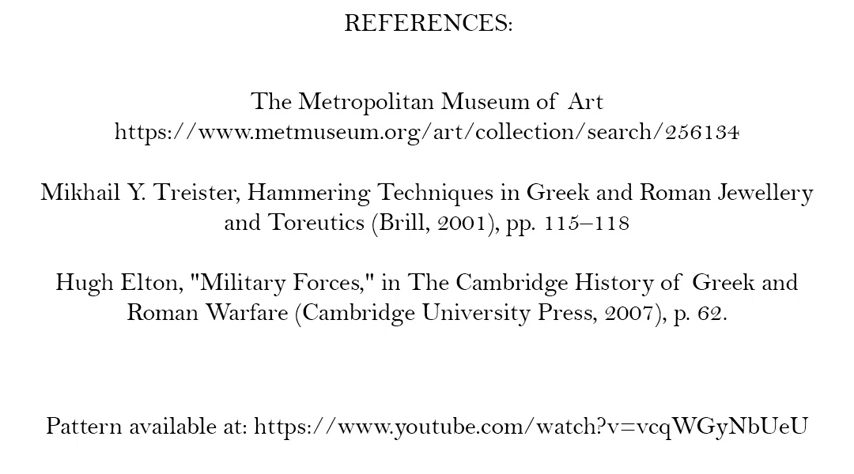 REFERENCES:
The Metropolitan Museum of Art
https://www.metmuseum.org/art/collection/search/256134
Mikhail Y. Treister, Hammering Techniques in Greek and Roman Jewellery
and Toreutics (Brill, 2001), pp. 115–118
Hugh Elton, "Military Forces," in The Cambridge History of Greek and
Roman Warfare (Cambridge University Press, 2007), p. 62.
Pattern available at: https://www.youtube.com/watch?v=vcqWGyNbUeU